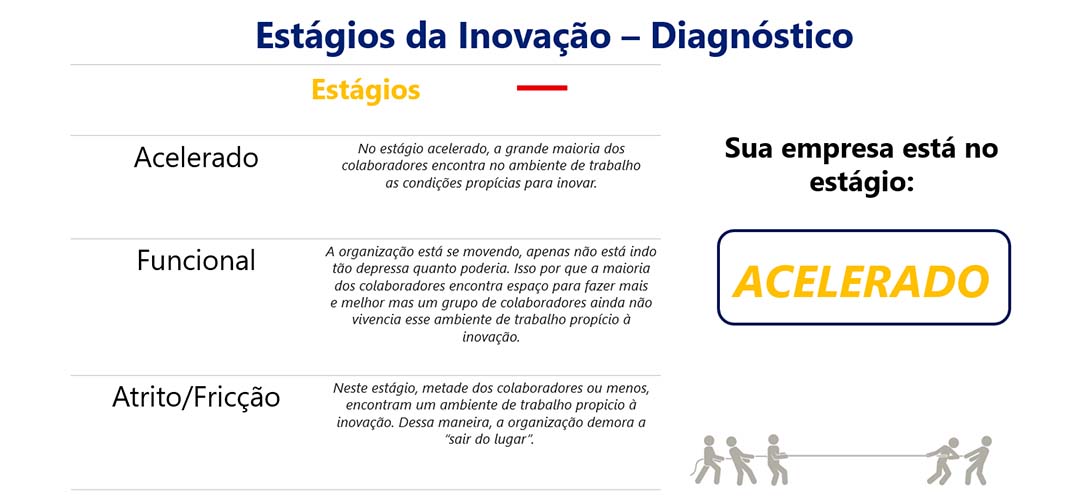 Estágios da Inovação – Diagnóstico
Estágios
Acelerado
No estágio acelerado, a grande maioria dos
colaboradores encontra no ambiente de trabalho
as condições propícias para inovar.
Funcional
A organização está se movendo, apenas não está indo
tão depressa quanto poderia. Isso por que a maioria
dos colaboradores encontra espaço para fazer mais
e melhor mas um grupo de colaboradores ainda não
vivencia esse ambiente de trabalho propício à
inovação.
Atrito/Fricção
Neste estágio, metade dos colaboradores ou menos,
encontram um ambiente de trabalho propicio à
inovação. Dessa maneira, a organização demora a
“sair do lugar”.
Sua empresa está no
estágio:
ACELERADO